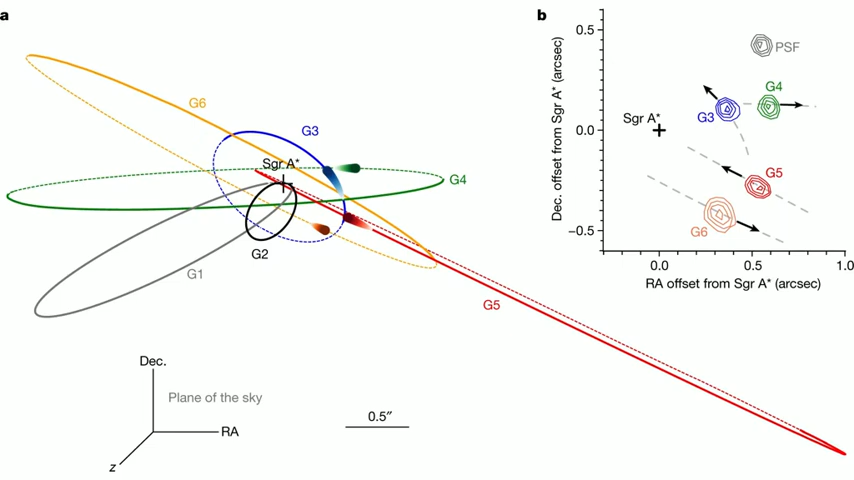 a
G6
G3
Sgr A*
G4
G1
G2
G5
Dec.
Plane of the sky
RA
z
0.5″
b
Dec. offset from Sgr A* (arcsec)
0.5
0.0
−0.5
PSF
G4
Sgr A*
G3
G5
G6
0.0
0.5
1.0
RA offset from Sgr A* (arcsec)